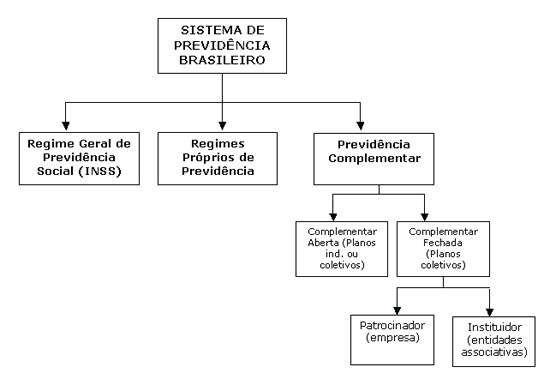 SISTEMA DE
PREVIDÊNCIA
BRASILEIRO
Regime Geral de
Previdência
Social (INSS)
Regimes
Próprios de
Previdência
Previdência
Complementar
Complementar
Aberta (Planos
ind. ou
coletivos)
Complementar
Fechada
(Planos
coletivos)
Patrocinador
(empresa)
Instituidor
(entidades
associativas)